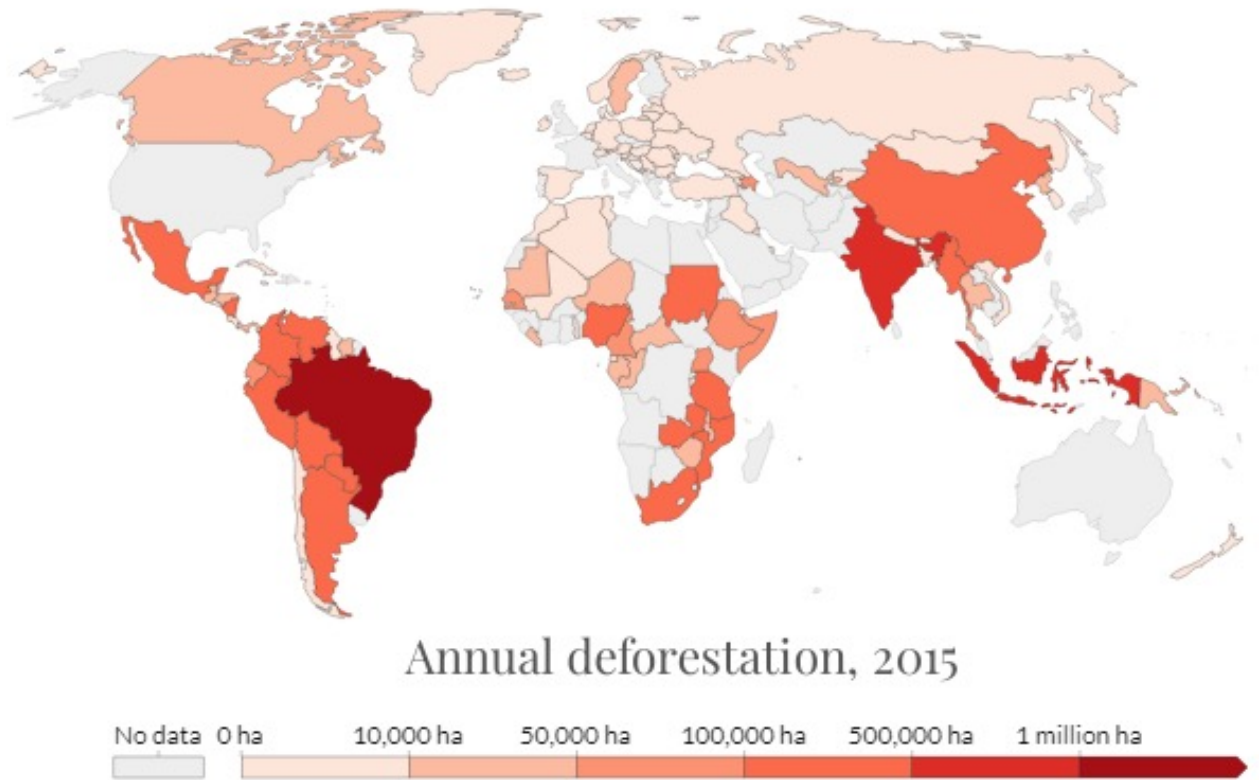 Annual deforestation, 2015
No data 0 ha 10,000 ha 50,000 ha 100,000 ha 500,000 ha 1 million ha